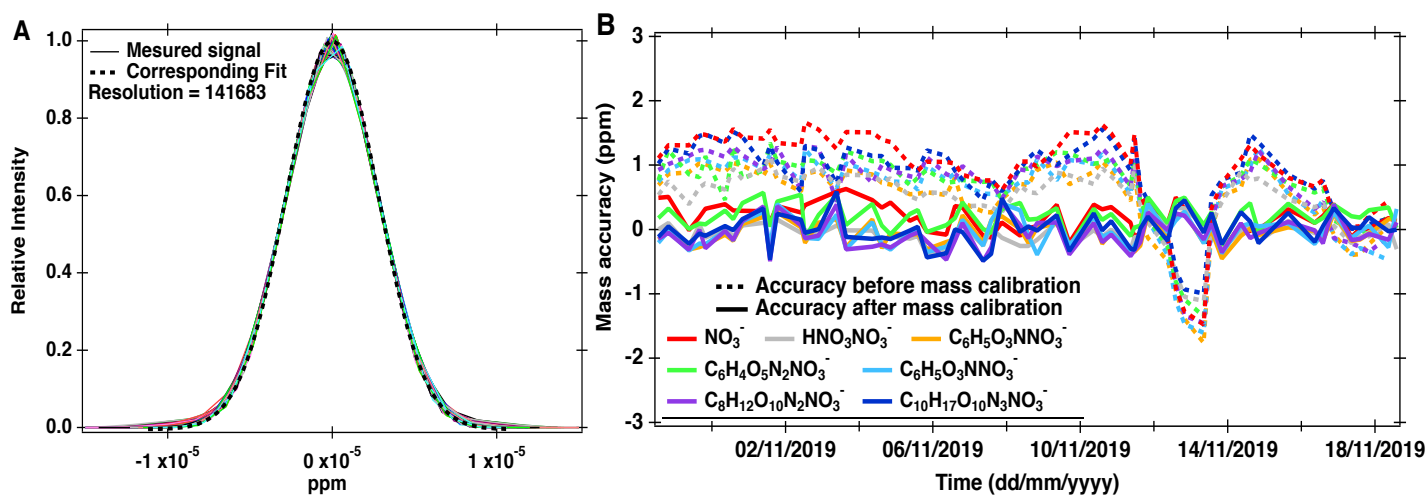 A
Mesured signal
Corresponding Fit
Resolution = 141683
Relative Intensity
1.0
0.8
0.6
0.4
0.2
0.0
-1 x10⁻⁵
0 x10⁻⁵
1 x10⁻⁵
ppm
B
Mass accuracy (ppm)
3
2
1
0
-1
-2
-3
Accuracy before mass calibration
Accuracy after mass calibration
NO₃⁻ HNO₃NO₃⁻ C₆H₅O₃NNO₃⁻
C₆H₄O₅N₂NO₃⁻ C₆H₅O₃NNO₃⁻
C₈H₁₂O₁₀N₂NO₃⁻ C₁₀H₁₇O₁₀N₃NO₃⁻
02/11/2019 06/11/2019 10/11/2019 14/11/2019 18/11/2019
Time (dd/mm/yyyy)